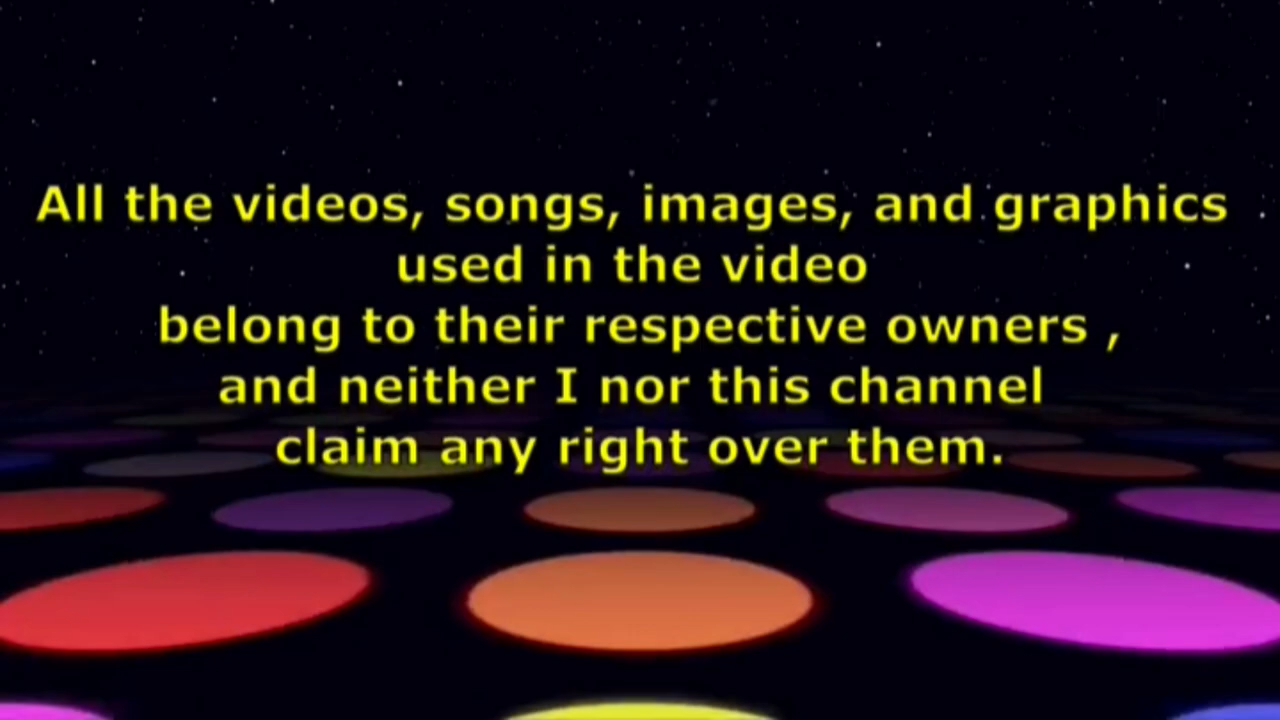 All the videos, songs, images, and graphics
used in the video
belong to their respective owners ,
and neither I nor this channel
claim any right over them.